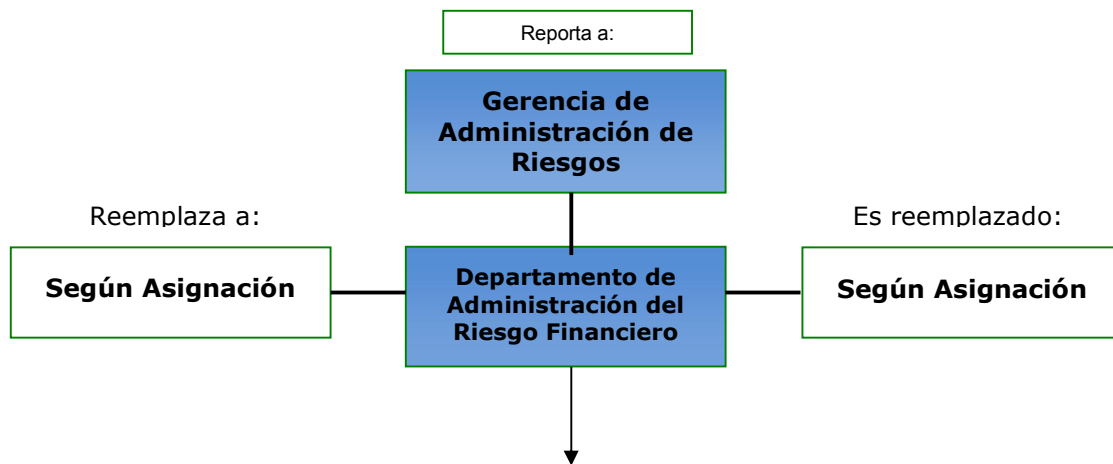 Reporta a:
Gerencia de
Administración de
Riesgos
Reemplaza a:
Es reemplazado:
Según Asignación
Departamento de
Administración del
Riesgo Financiero
Según Asignación